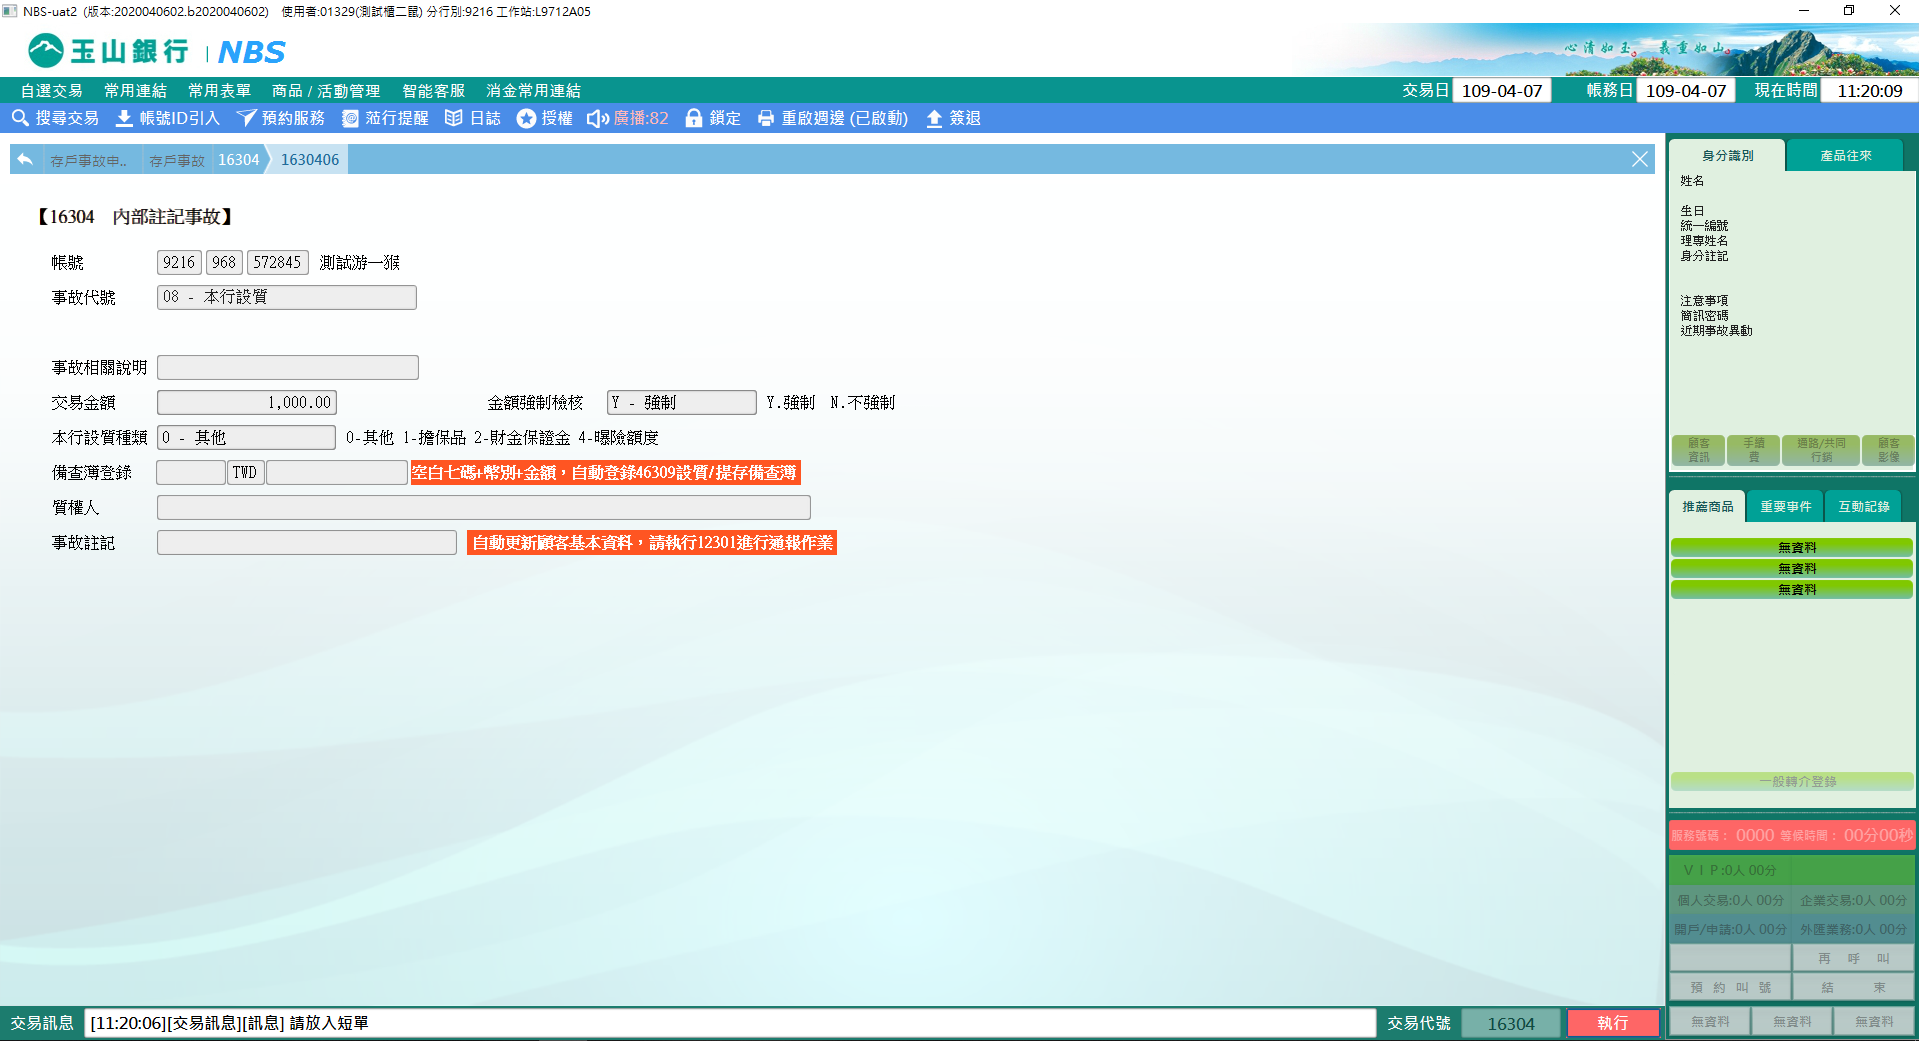 NBS-uat2 (版本:2020040602.b2020040602) 使用者:01329(測試櫃二鼠) 分行別:9216 工作站:L9712A05
玉山銀行 | NBS
心清如玉。義重如山。
自選交易 常用連結 常用表單 商品 / 活動管理 智能客服 消金常用連結 交易日 109-04-07 帳務日 109-04-07 現在時間 11:20:09
搜尋交易 帳號ID引入 預約服務 蒞行提醒 日誌 授權 廣播:82 鎖定 重啟週邊 (已啟動) 簽退
存戶事故申.. 存戶事故 16304 1630406
【16304 內部註記事故】
帳號 9216 968 572845 測試游一猴
事故代號 08 - 本行設質
事故相關說明
交易金額 1,000.00 金額強制檢核 Y - 強制 Y.強制 N.不強制
本行設質種類 0 - 其他 0-其他 1-擔保品 2-財金保證金 4-曝險額度
備查簿登錄 TWD 空白七碼+幣別+金額，自動登錄46309設質/提存備查簿
質權人
事故註記 自動更新顧客基本資料，請執行12301進行通報作業
身分識別 產品往來
姓名
生日
統一編號
理專姓名
身分註記
注意事項
簡訊密碼
近期事故異動
顧客資訊 手續費 通路/共同行銷 顧客影像
推薦商品 重要事件 互動記錄
無資料
無資料
無資料
一般轉介登錄
服務號碼： 0000 等候時間： 00分00秒
ＶＩＰ:0人 00分
個人交易:0人 00分 企業交易:0人 00分
開戶/申請:0人 00分 外匯業務:0人 00分
再 呼 叫
預 約 叫 號 結 束
無資料 無資料 無資料
交易訊息 [11:20:06][交易訊息][訊息] 請放入短單 交易代號 16304 執行